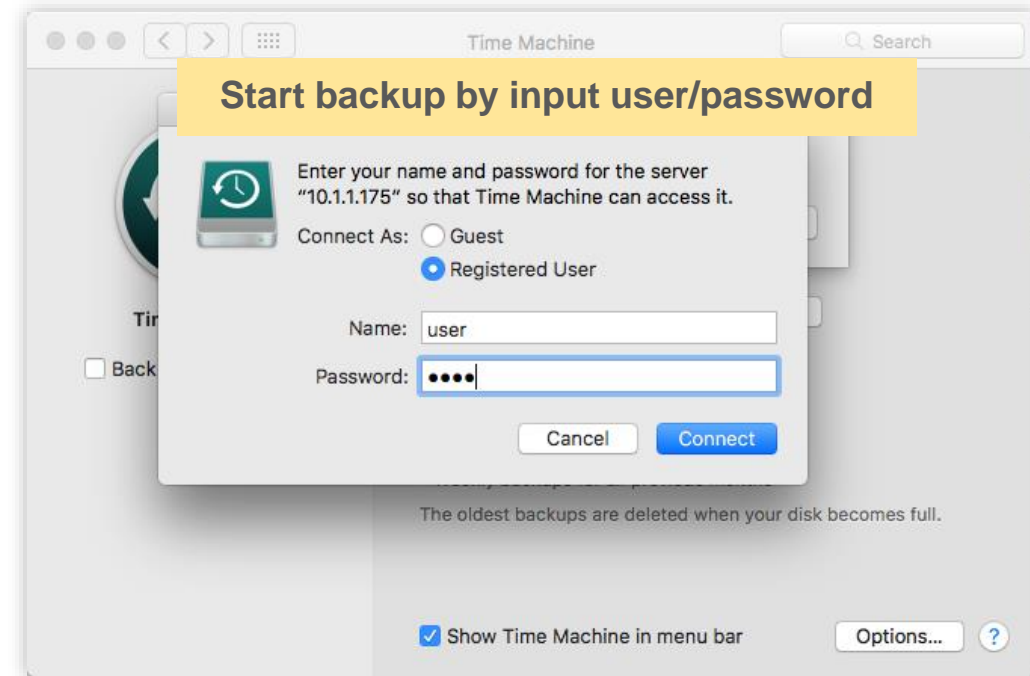 Time Machine
Search
Start backup by input user/password
Enter your name and password for the server
“10.1.1.175” so that Time Machine can access it.
Connect As: Guest
Registered User
Name: user
Back
Password: ••••
Cancel Connect
The oldest backups are deleted when your disk becomes full.
Show Time Machine in menu bar
Options... ?